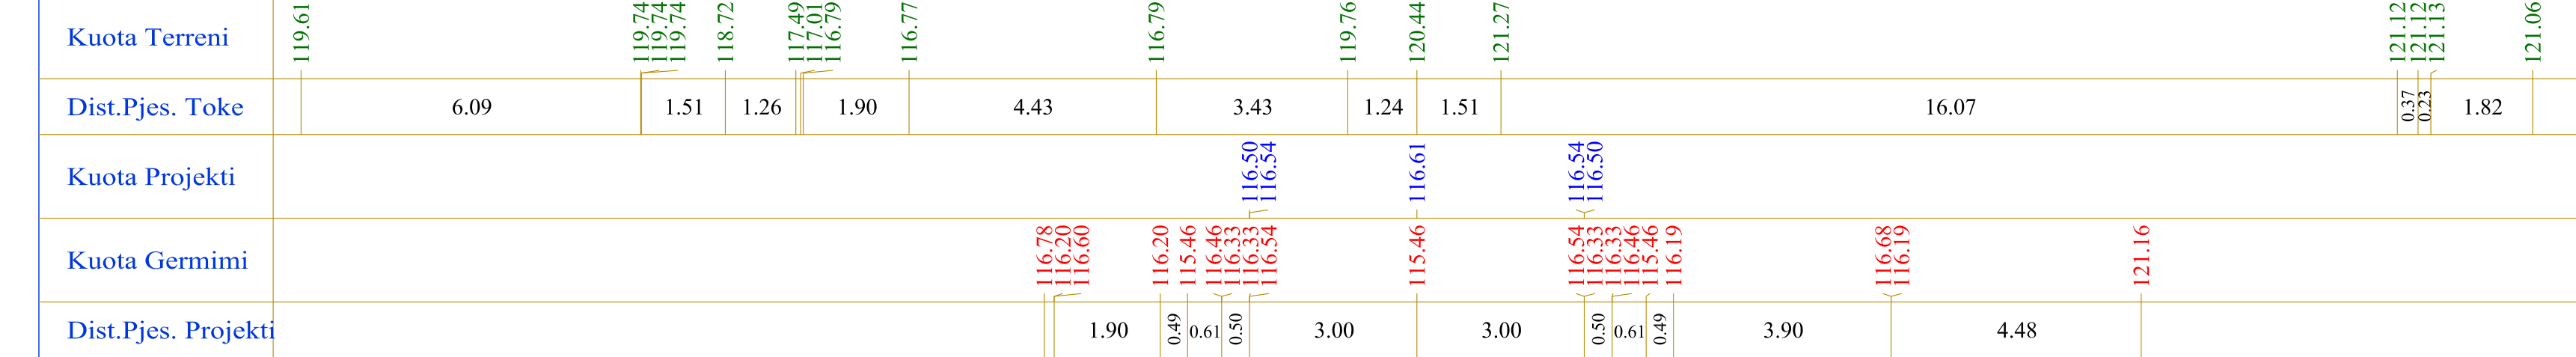 Kuota Terreni 119.61 119.74 119.74 119.74 118.72 117.49 117.01 116.79 116.77 116.79 119.76 120.44 121.27 121.12 121.12 121.13 121.06
Dist.Pjes. Toke 6.09 1.51 1.26 1.90 4.43 3.43 1.24 1.51 16.07 0.37 0.23 1.82
Kuota Projekti 116.50 116.54 116.61 116.54 116.50
Kuota Germimi 116.78 116.20 116.60 116.20 115.46 116.46 116.33 116.33 116.54 115.46 116.54 116.33 116.33 116.46 115.46 116.19 116.68 116.19 121.16
Dist.Pjes. Projekti 1.90 0.49 0.61 0.50 3.00 3.00 0.50 0.61 0.49 3.90 4.48